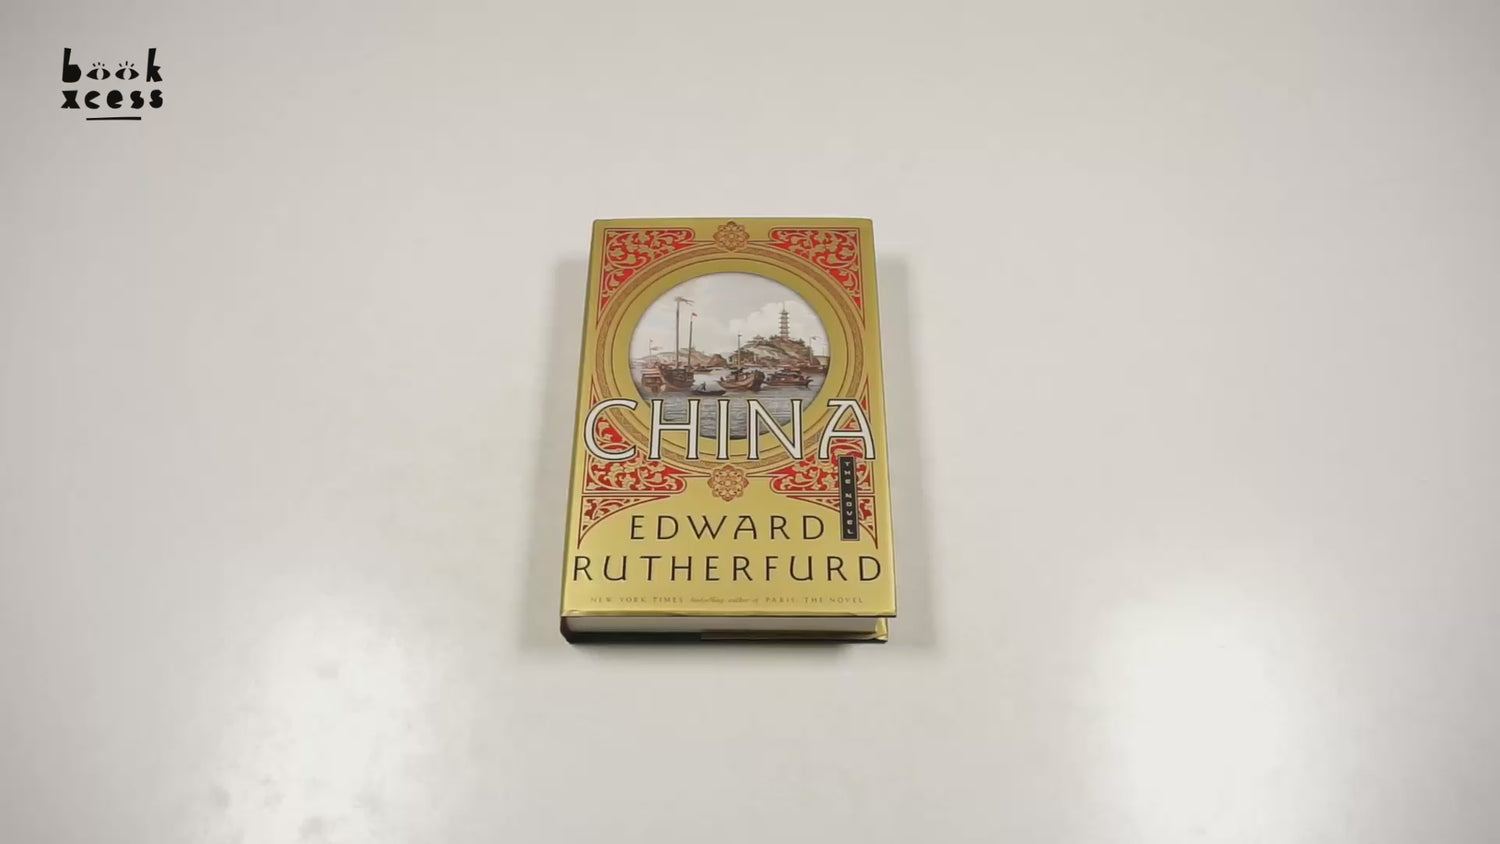 book
xcess
CHINA
THE NOVEL
EDWARD
RUTHERFURD
NEW YORK TIMES bestselling author of PARIS: THE NOVEL